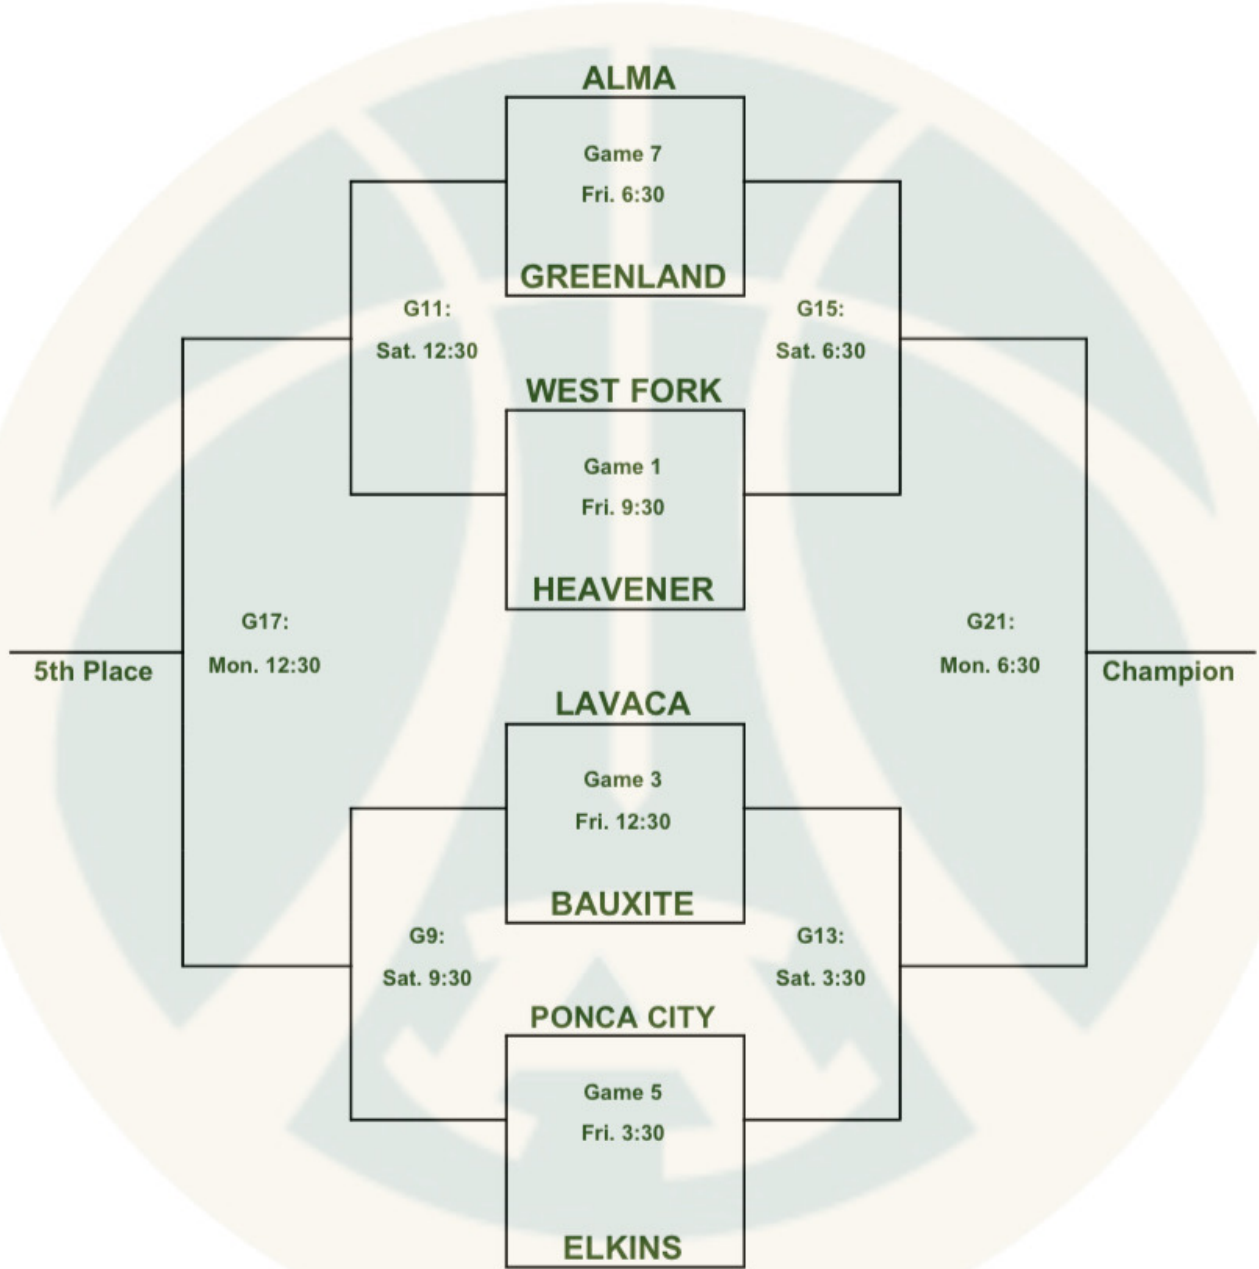 ALMA
Game 7
Fri. 6:30
GREENLAND
G11:
Sat. 12:30
G15:
Sat. 6:30
WEST FORK
Game 1
Fri. 9:30
HEAVENER
G17:
Mon. 12:30
5th Place
G21:
Mon. 6:30
Champion
LAVACA
Game 3
Fri. 12:30
BAUXITE
G9:
Sat. 9:30
G13:
Sat. 3:30
PONCA CITY
Game 5
Fri. 3:30
ELKINS